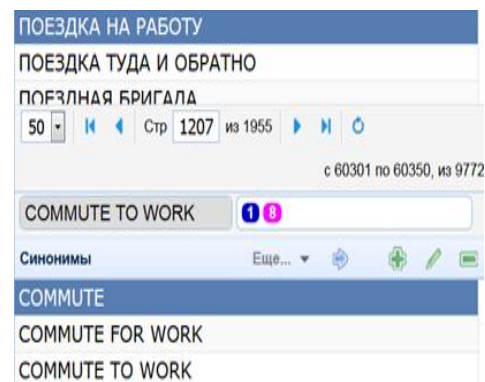 ПОЕЗДКА НА РАБОТУ
ПОЕЗДКА ТУДА И ОБРАТНО
ПОЕЗДНАЯ БРИГАДА
50 Стр 1207 из 1955
с 60301 по 60350, из 9772
COMMUTE TO WORK 1 8
Синонимы Еще...
COMMUTE
COMMUTE FOR WORK
COMMUTE TO WORK